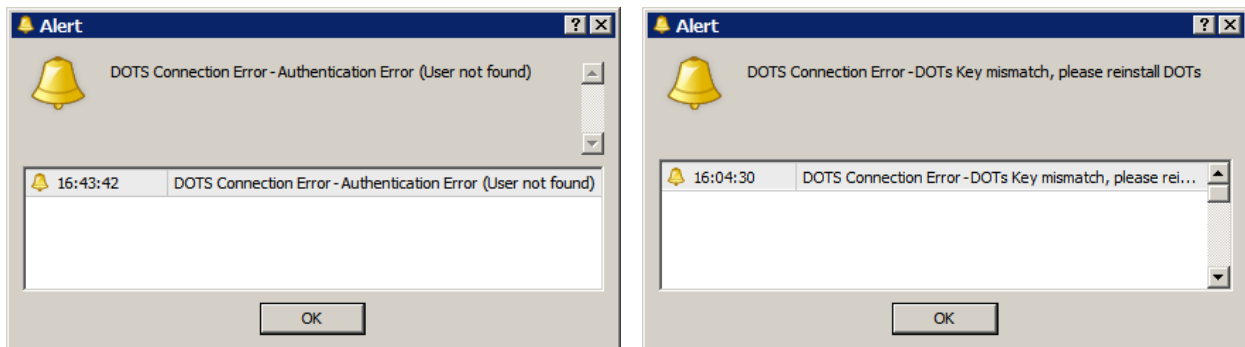 Alert
DOTS Connection Error - Authentication Error (User not found)
16:43:42 DOTS Connection Error - Authentication Error (User not found)
OK
Alert
DOTS Connection Error - DOTs Key mismatch, please reinstall DOTs
16:04:30 DOTS Connection Error - DOTs Key mismatch, please rei...
OK